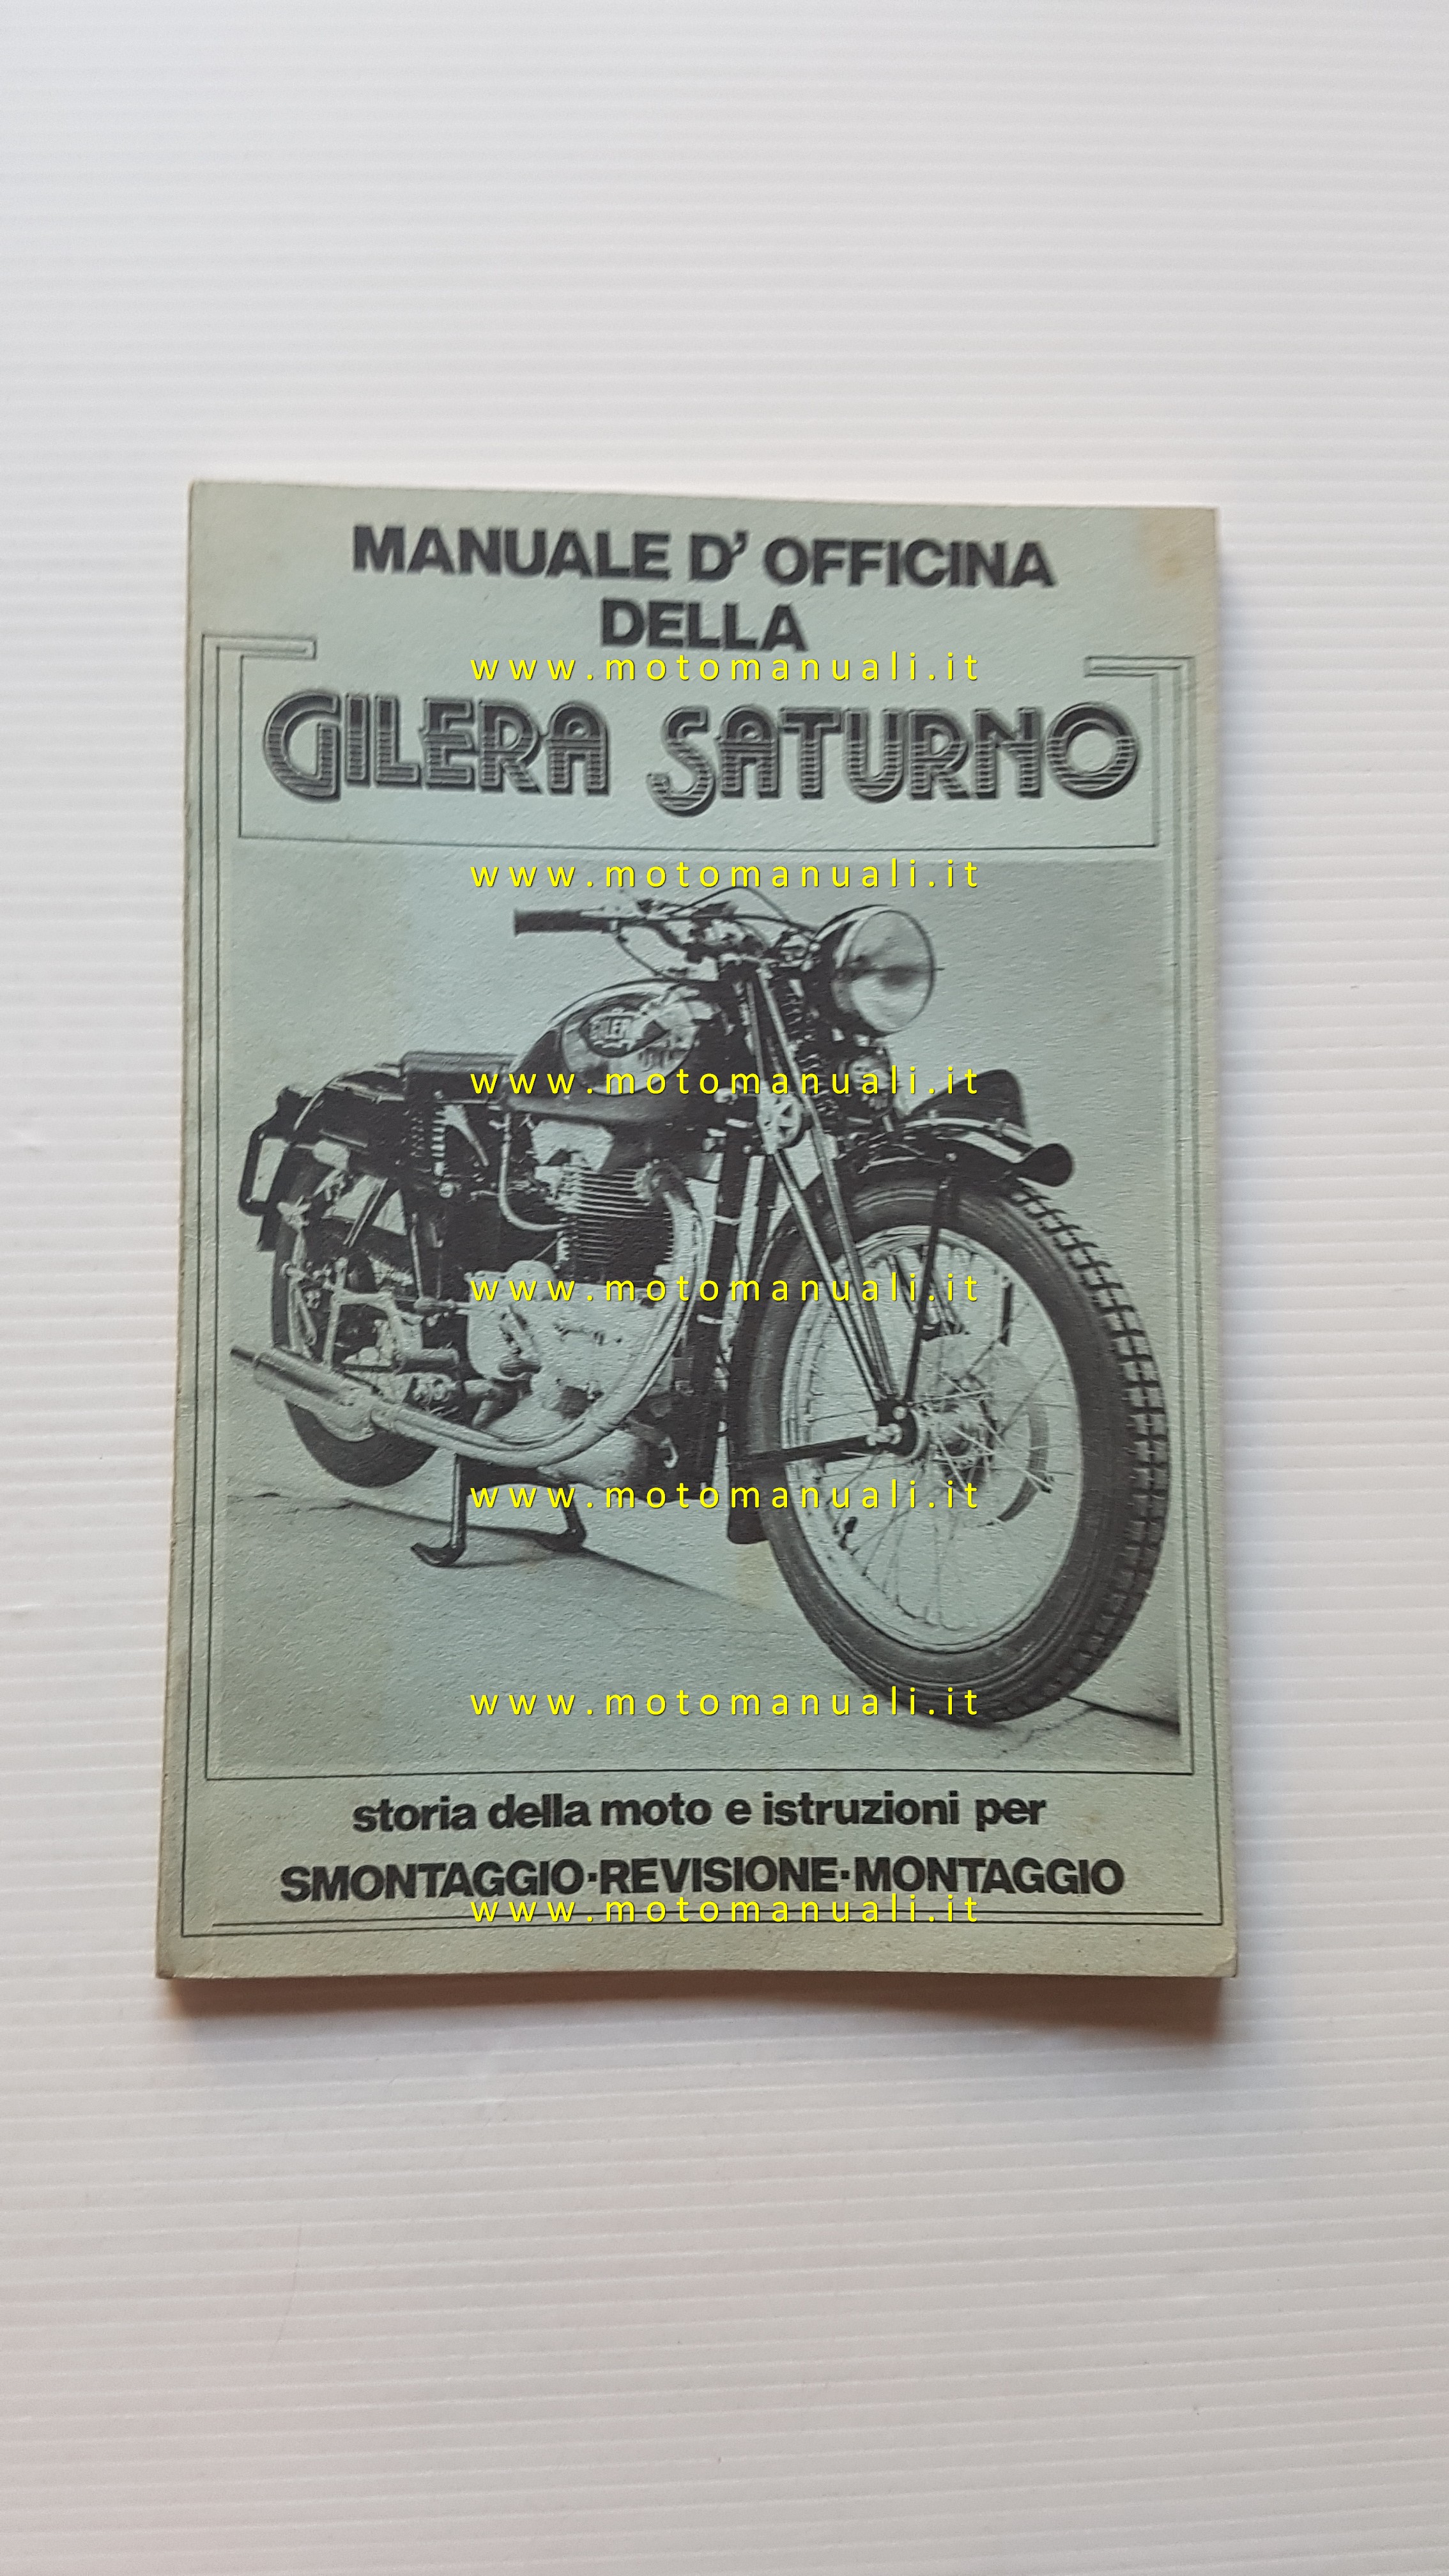 MANUALE D' OFFICINA
DELLA
www.motomanuali.it
GILERA SATURNO
www.motomanuali.it
GILERA
www.motomanuali.it
www.motomanuali.it
www.motomanuali.it
www.motomanuali.it
storia della moto e istruzioni per
SMONTAGGIO·REVISIONE·MONTAGGIO
www.motomanuali.it